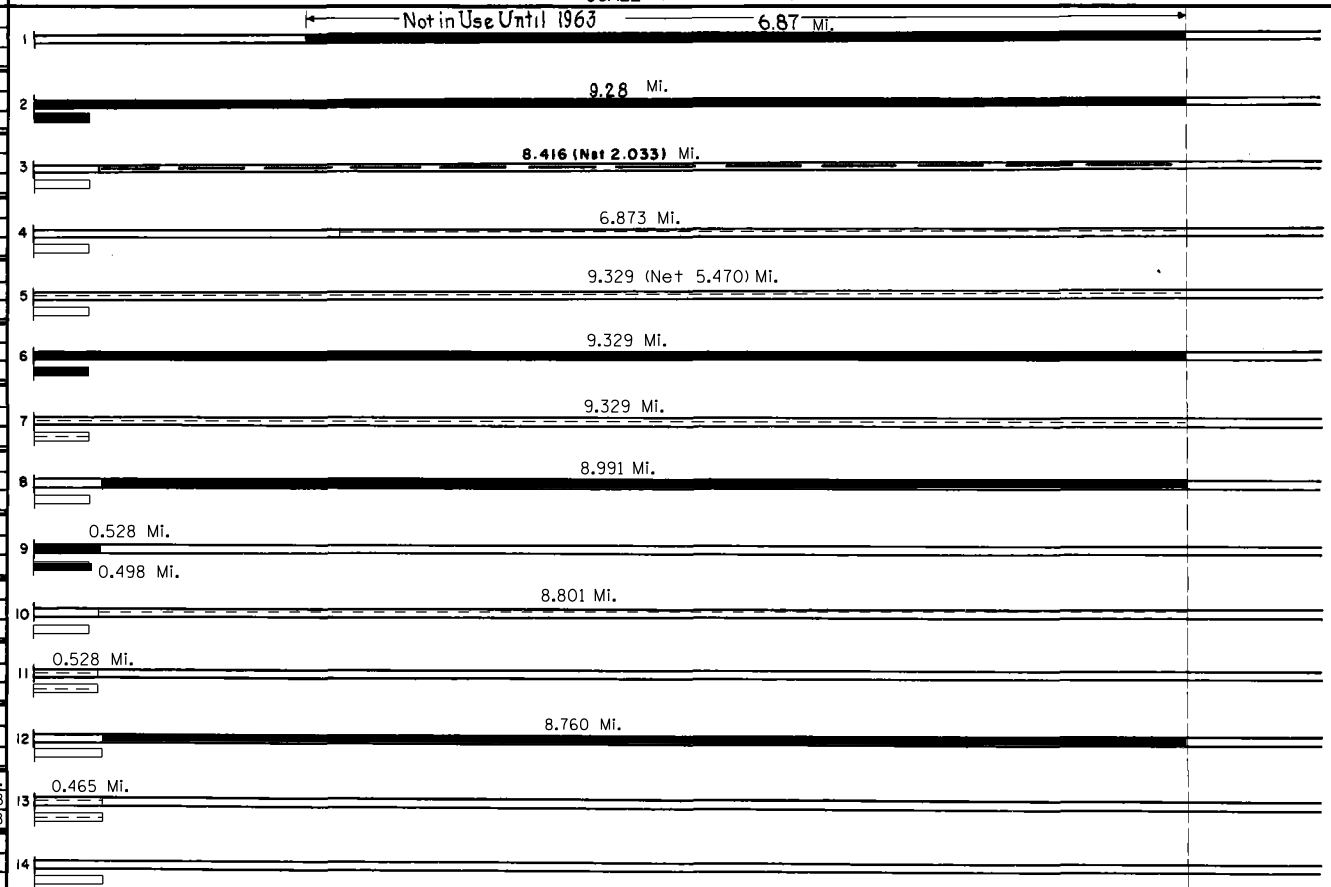 Not in Use Until 1963 6.87 Mi.
1
9.28 Mi.
2
8.416 (Net 2.033) Mi.
3
6.873 Mi.
4
9.329 (Net 5.470) Mi.
5
9.329 Mi.
6
9.329 Mi.
7
8.991 Mi.
8
0.528 Mi.
9
0.498 Mi.
8.801 Mi.
10
0.528 Mi.
11
8.760 Mi.
12
0.465 Mi.
13
14